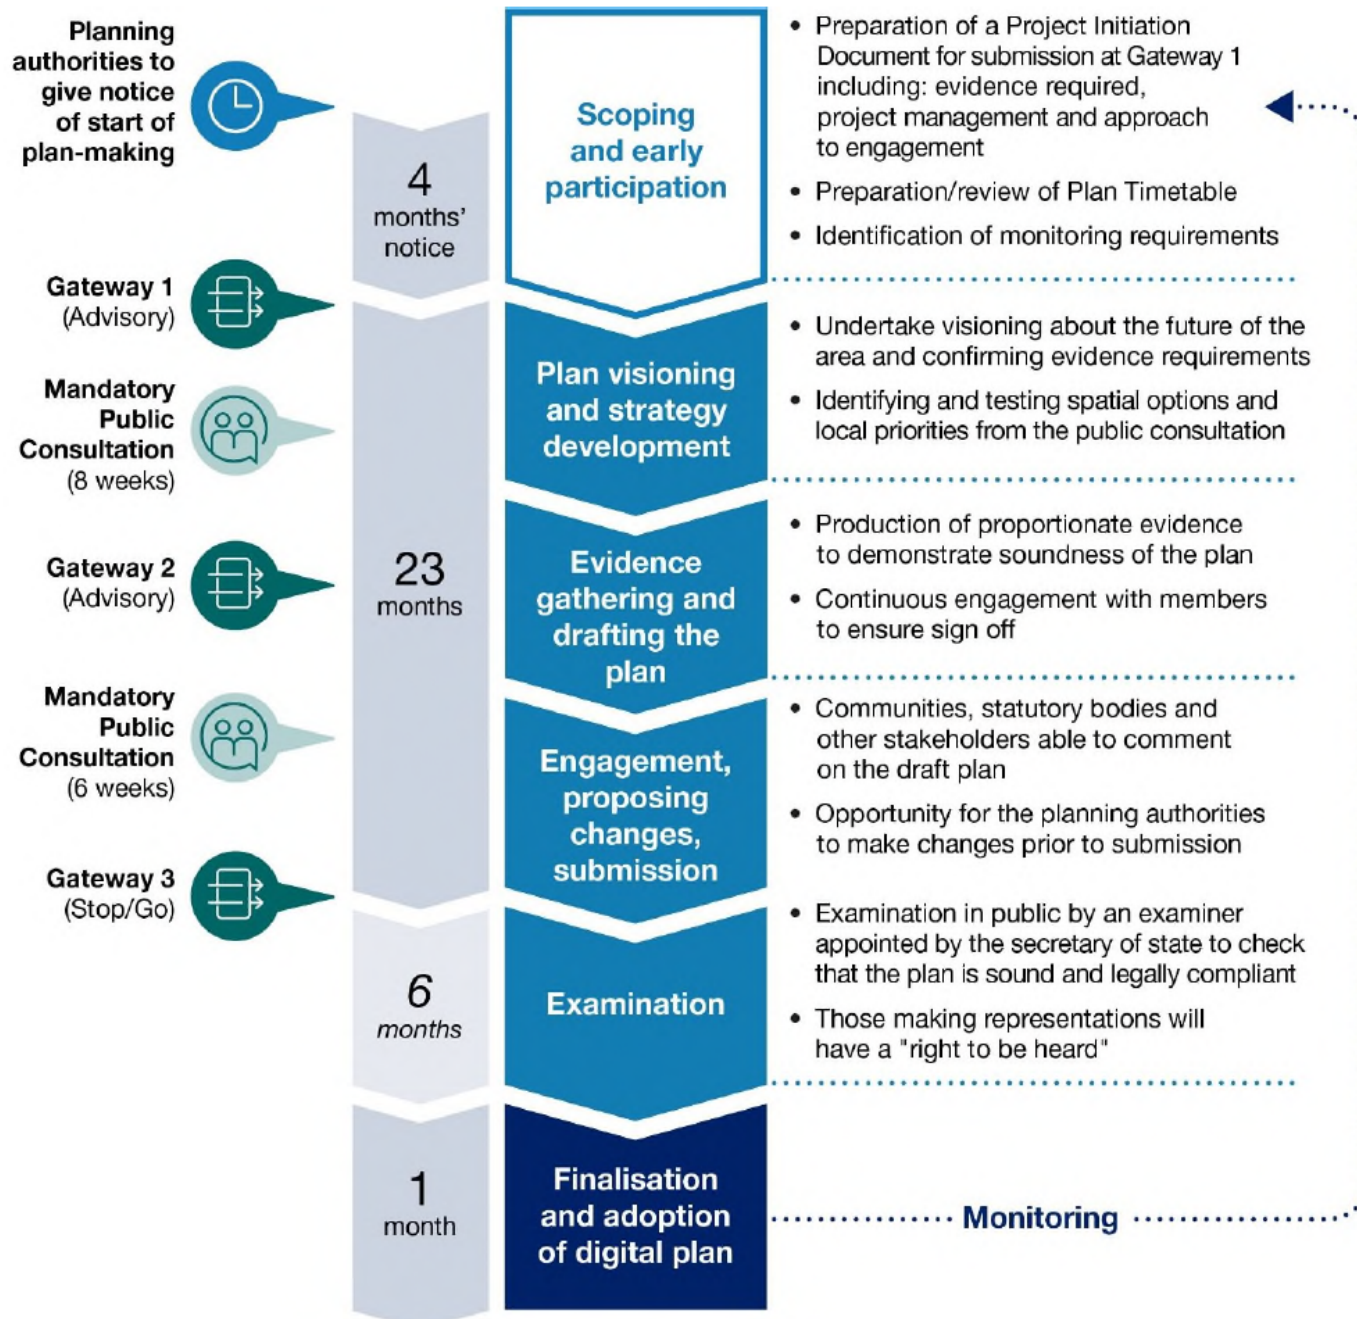 Planning
authorities to
give notice
of start of
plan-making
4
months'
notice
Scoping
and early
participation
• Preparation of a Project Initiation
Document for submission at Gateway 1
including: evidence required,
project management and approach
to engagement
• Preparation/review of Plan Timetable
• Identification of monitoring requirements
Gateway 1
(Advisory)
Mandatory
Public
Consultation
(8 weeks)
Plan visioning
and strategy
development
• Undertake visioning about the future of the
area and confirming evidence requirements
• Identifying and testing spatial options and
local priorities from the public consultation
Gateway 2
(Advisory)
23
months
Evidence
gathering and
drafting the
plan
• Production of proportionate evidence
to demonstrate soundness of the plan
• Continuous engagement with members
to ensure sign off
Mandatory
Public
Consultation
(6 weeks)
Engagement,
proposing
changes,
submission
• Communities, statutory bodies and
other stakeholders able to comment
on the draft plan
• Opportunity for the planning authorities
to make changes prior to submission
Gateway 3
(Stop/Go)
6
months
Examination
• Examination in public by an examiner
appointed by the secretary of state to check
that the plan is sound and legally compliant
• Those making representations will
have a "right to be heard"
1
month
Finalisation
and adoption
of digital plan
Monitoring